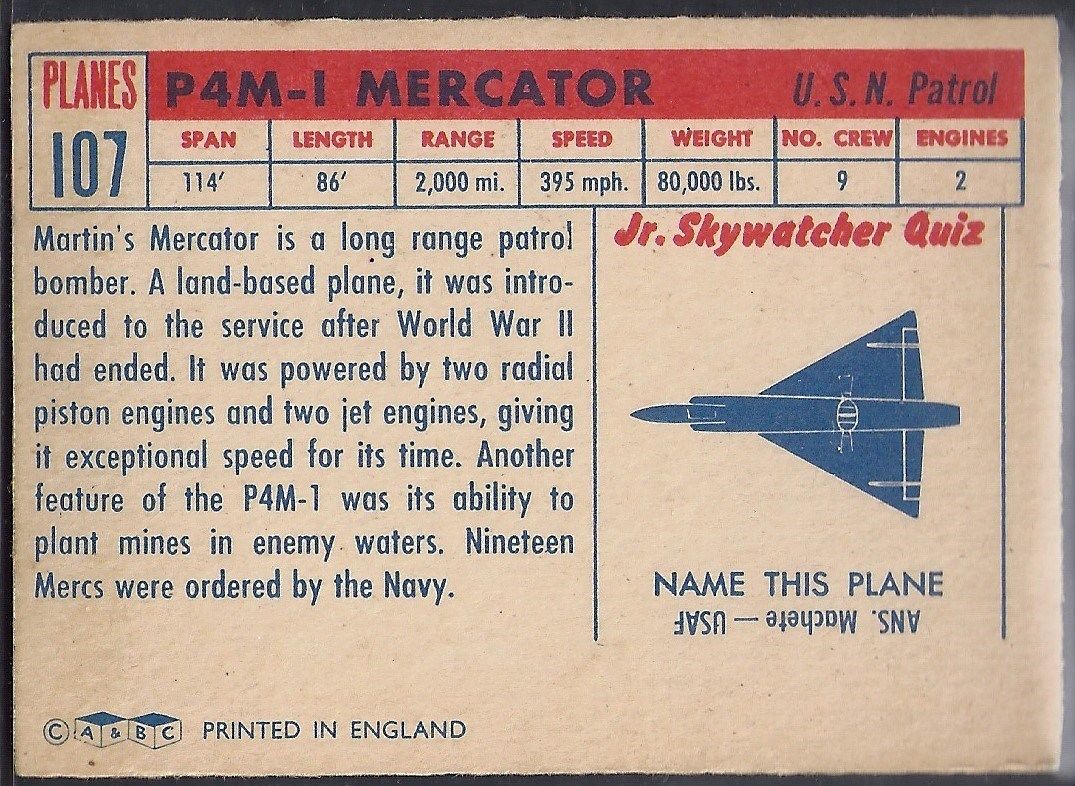 PLANES
107
P4M-1 MERCATOR U.S.N. Patrol
SPAN LENGTH RANGE SPEED WEIGHT NO. CREW ENGINES
114' 86' 2,000 mi. 395 mph. 80,000 lbs. 9 2
Martin's Mercator is a long range patrol
bomber. A land-based plane, it was intro-
duced to the service after World War II
had ended. It was powered by two radial
piston engines and two jet engines, giving
it exceptional speed for its time. Another
feature of the P4M-1 was its ability to
plant mines in enemy waters. Nineteen
Mercs were ordered by the Navy.
Jr. Skywatcher Quiz
NAME THIS PLANE
ANS. Machete — USAF
© A & BC PRINTED IN ENGLAND